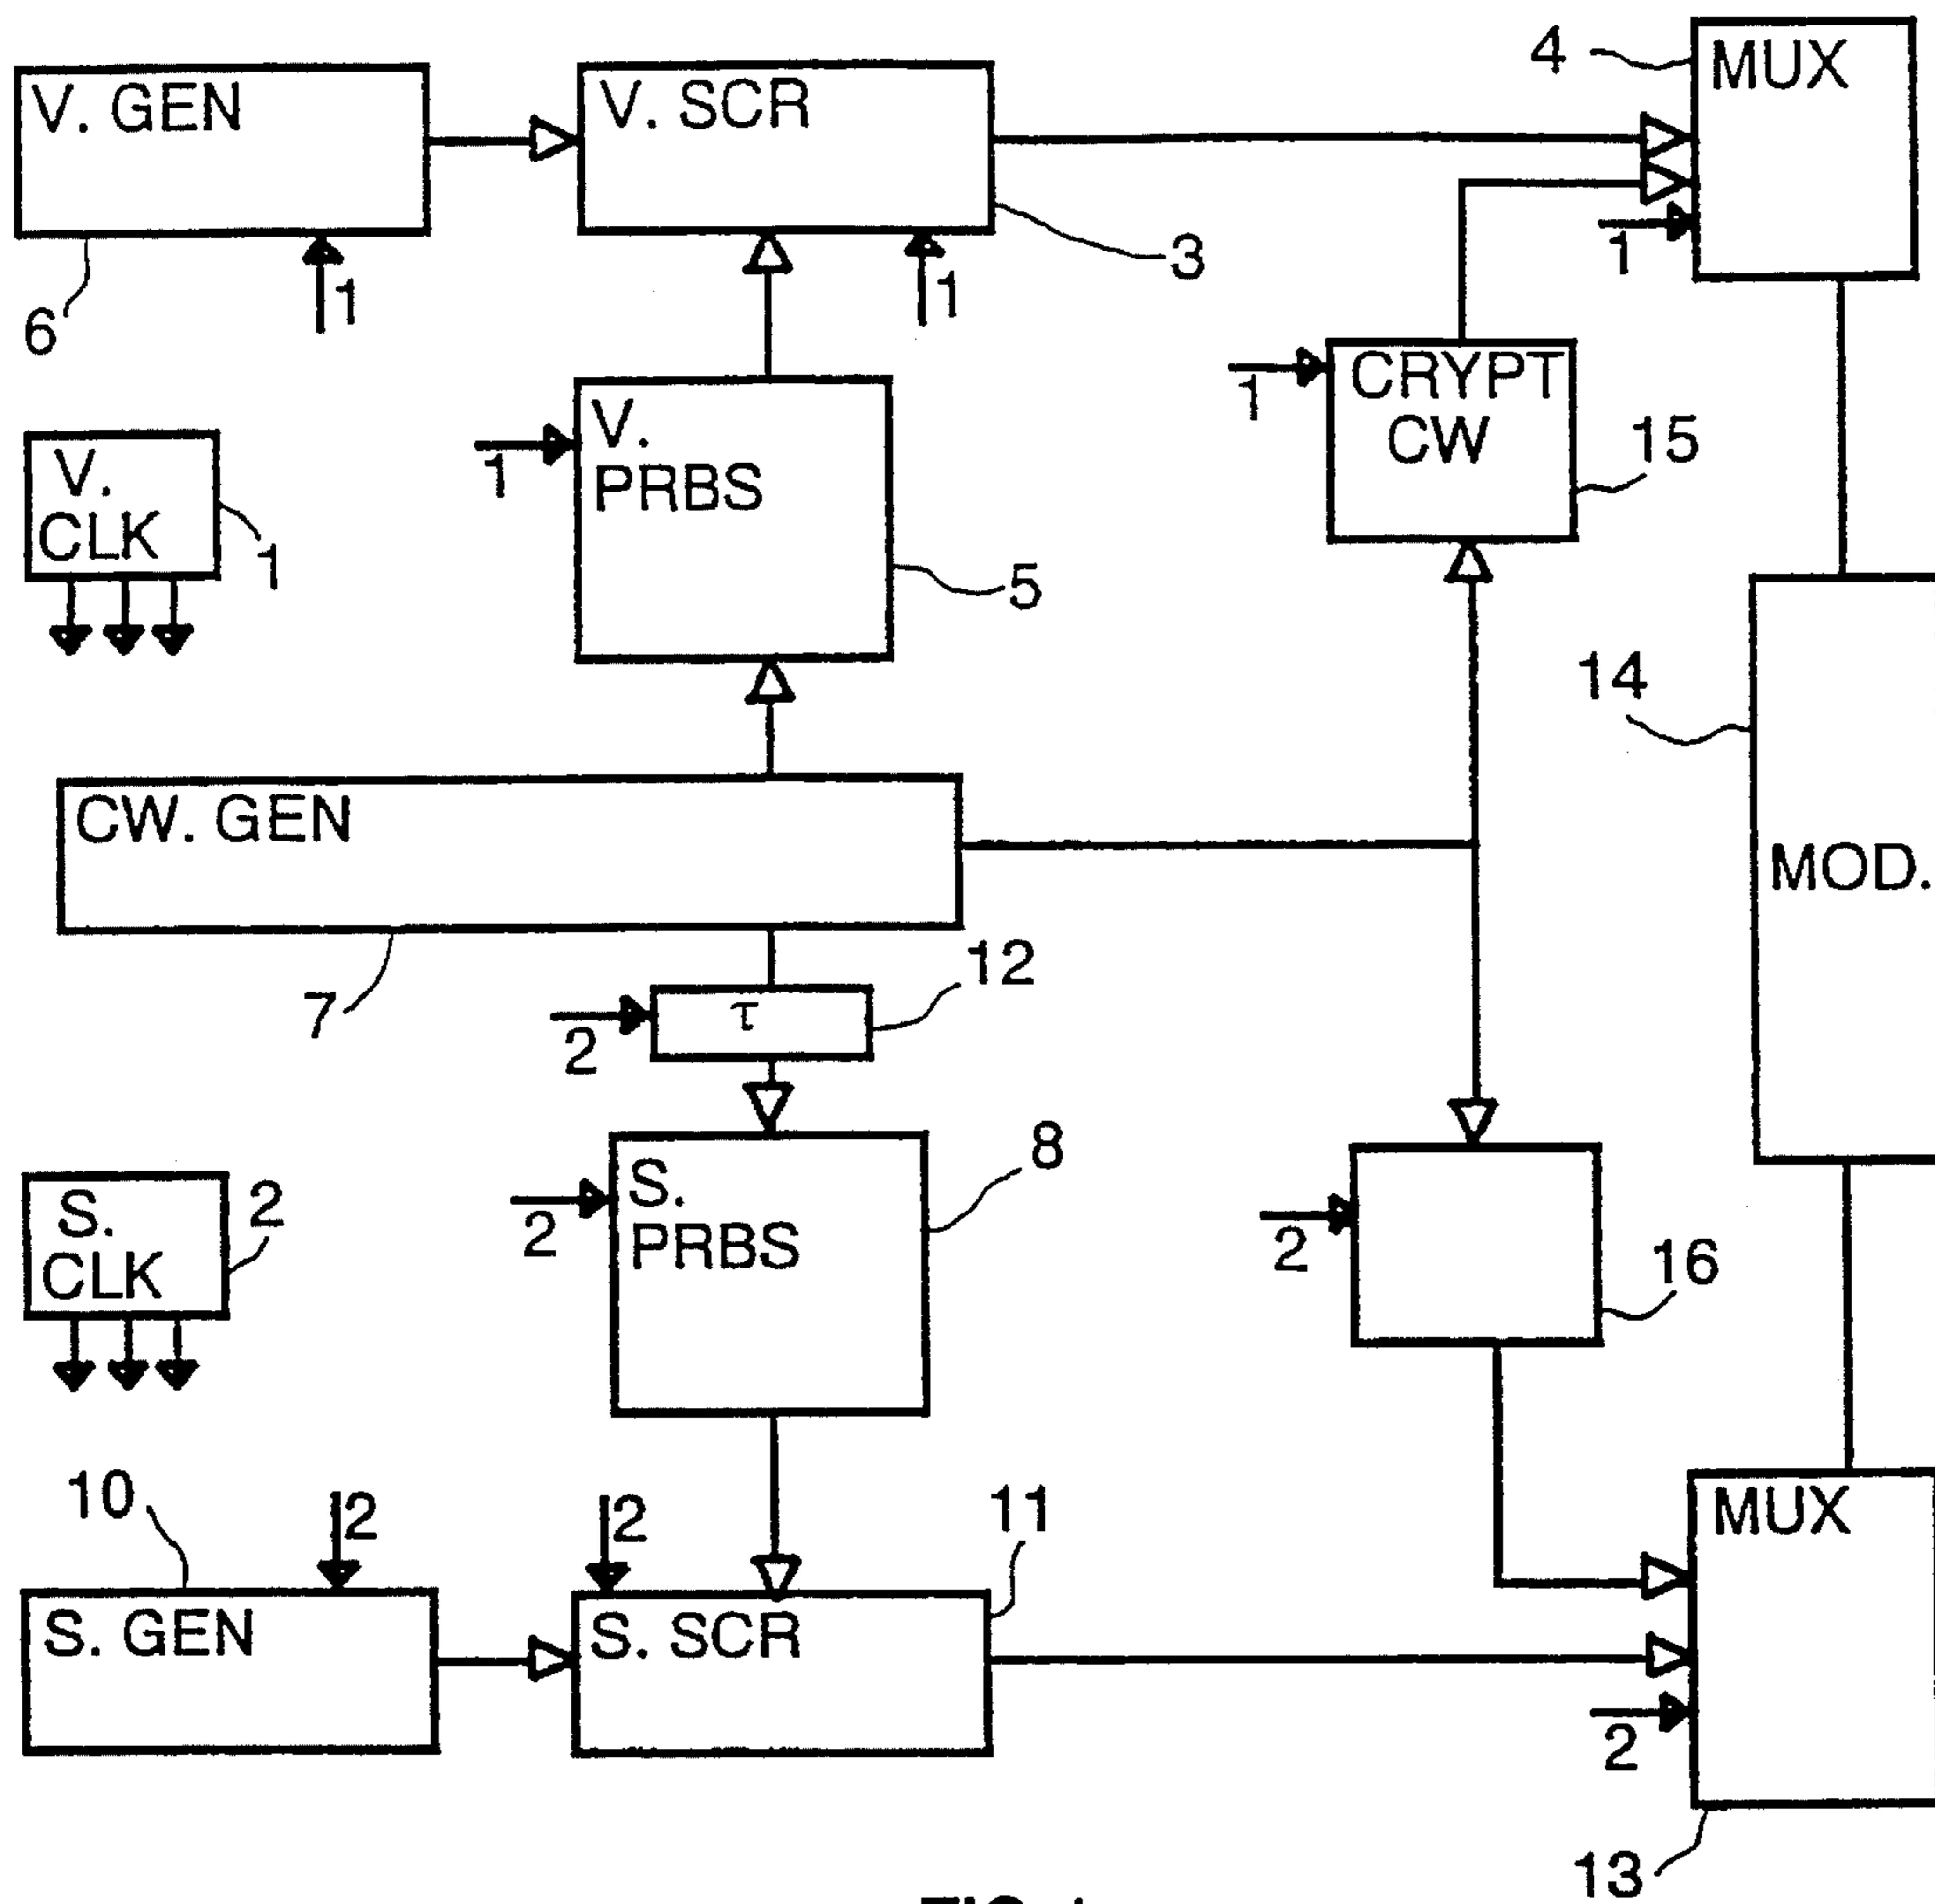 4
MUX
V. GEN
V. SCR
3
1
6
1
1
CRYPT
CW
1
15
V.
PRBS
1
V.
CLK
1
5
14
MOD.
CW. GEN
12
7
τ
2
8
S.
PRBS
2
S.
CLK
2
2
16
10
2
2
11
MUX
S. GEN
S. SCR
2
13